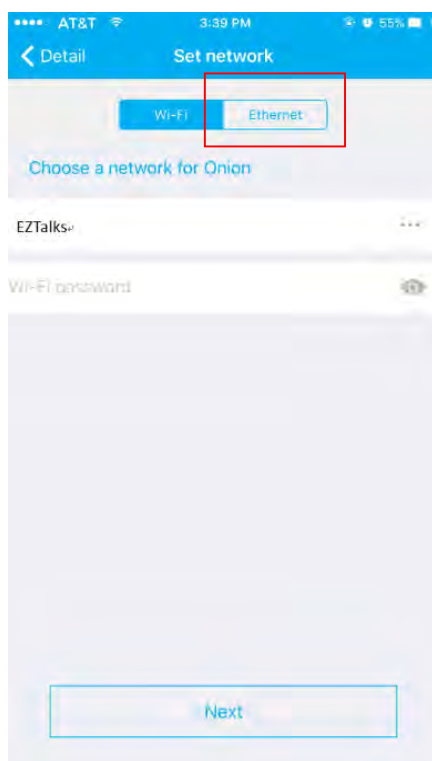 AT&T 3:39 PM 55%
Detail Set network
Wi-Fi Ethernet
Choose a network for Onion
EZTalks
...
Wi-Fi password
Next